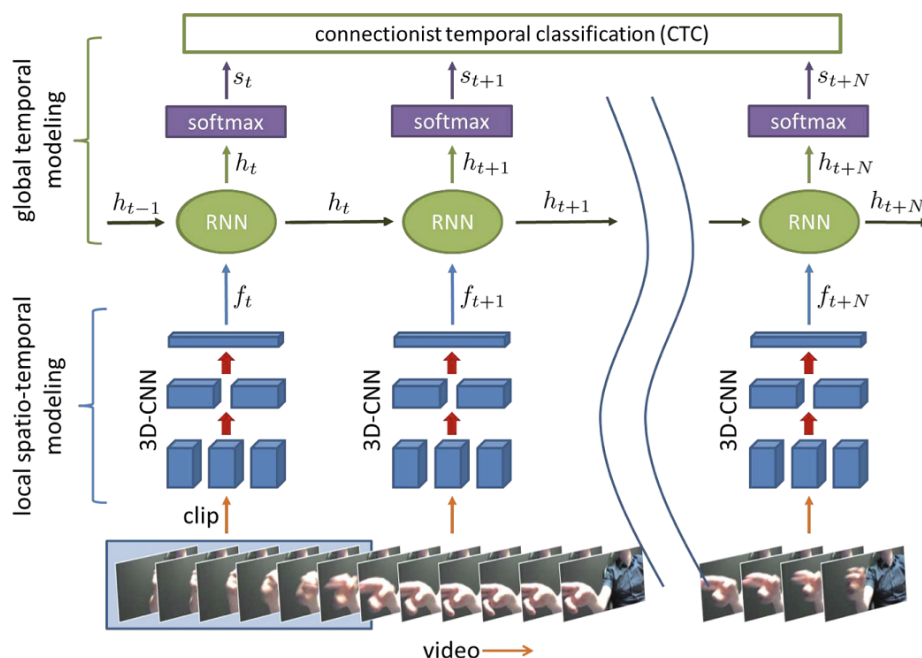 connectionist temporal classification (CTC)
s_t
s_{t+1}
s_{t+N}
softmax
softmax
softmax
global temporal
modeling
h_t
h_{t+1}
h_{t+N}
h_{t-1}
RNN
h_t
RNN
h_{t+1}
RNN
h_{t+N}
f_t
f_{t+1}
f_{t+N}
local spatio-temporal
modeling
3D-CNN
3D-CNN
3D-CNN
clip
video